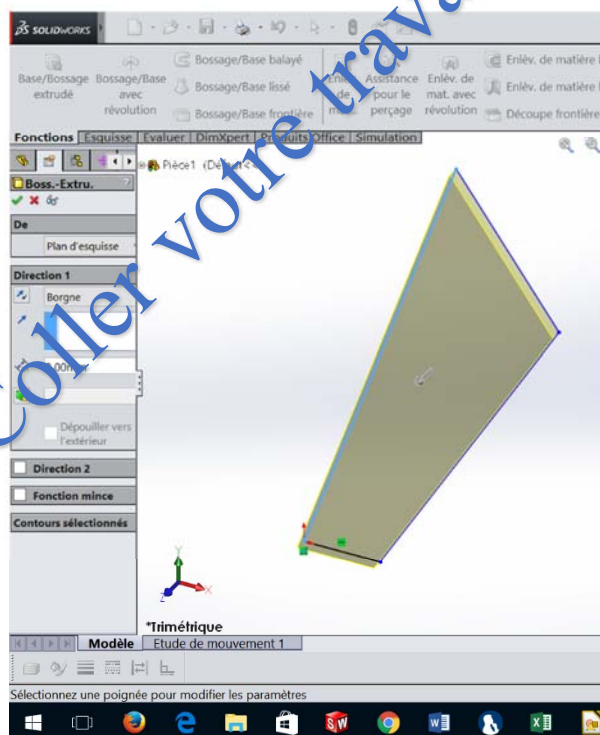 SOLIDWORKS
Bossage/Base balayé
Enlèv. de matière
Base/Bossage extrudé
Bossage/Base avec révolution
Bossage/Base lissé
Assistance pour le perçage
Enlèv. de mat. avec révolution
Enlèv. de matière
Bossage/Base frontière
Découpe frontière
Fonctions Esquisse Evaluer DimXpert Produits Office Simulation
Pièce1
Boss.-Extru.
De
Plan d'esquisse
Direction 1
Borgne
Dépouiller vers l'extérieur
Direction 2
Fonction mince
Contours sélectionnés
Coller votre trava
Y
X
Z
*Trimétrique
Modèle Etude de mouvement 1
Sélectionnez une poignée pour modifier les paramètres